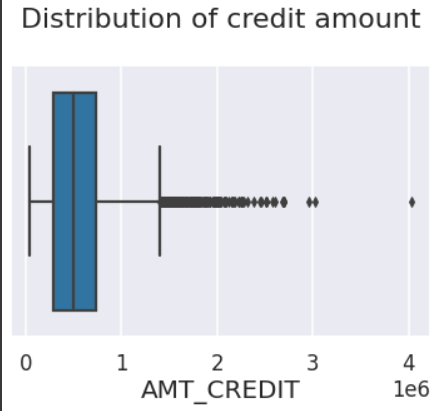 Distribution of credit amount
0 1 2 3 4
1e6
AMT_CREDIT